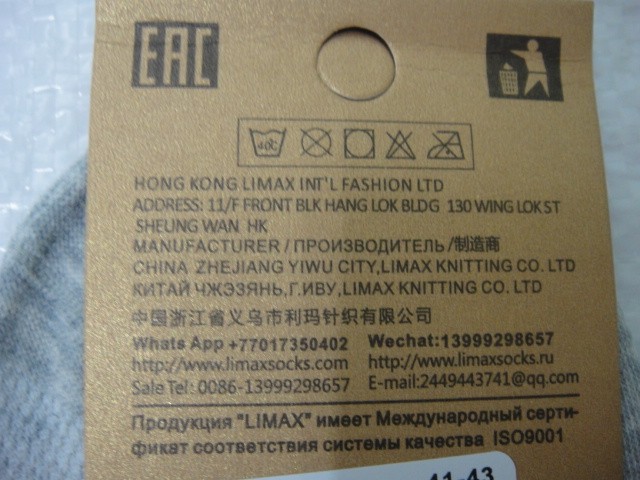 EAC
40C
HONG KONG LIMAX INT'L FASHION LTD
ADDRESS: 11/F FRONT BLK HANG LOK BLDG 130 WING LOK ST
SHEUNG WAN HK
MANUFACTURER/ПРОИЗВОДИТЕЛЬ/制造商
CHINA ZHEJIANG YIWU CITY,LIMAX KNITTING CO. LTD
КИТАЙ ЧЖЭЗЯНЬ,Г.ИВУ,LIMAX KNITTING CO. LTD
中国浙江省义乌市利玛针织有限公司
Whats App +77017350402 Wechat:13999298657
http://www.limaxsocks.com http://www.limaxsocks.ru
Sale Tel: 0086-13999298657 E-mail:2449443741@qq.com
Продукция "LIMAX" имеет Международный серти-
фикат соответствия системы качества ISO9001
41-43